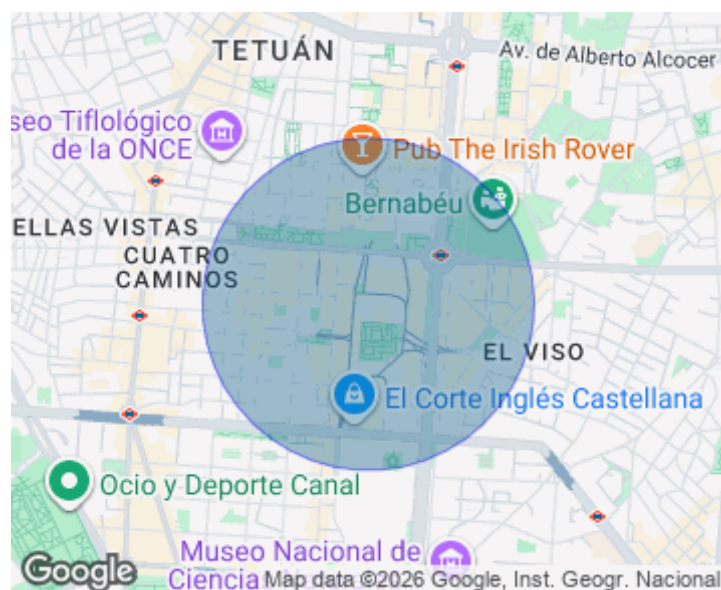 TETUÁN
Av. de Alberto Alcocer
seo Tiflológico
de la ONCE
Pub The Irish Rover
Bernabéu
ELLAS VISTAS
CUATRO
CAMINOS
EL VISO
El Corte Inglés Castellana
Ocio y Deporte Canal
Museo Nacional de
Ciencia
Google
Map data ©2026 Google, Inst. Geogr. Nacional